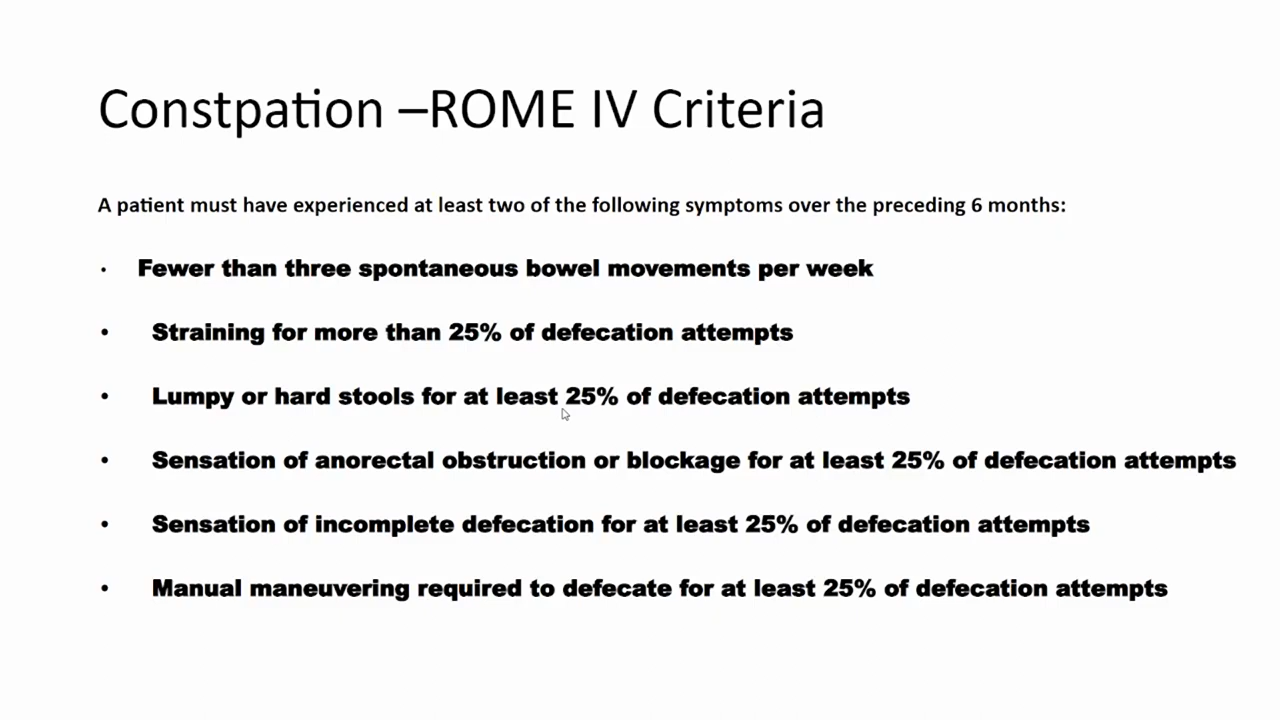 Constpation –ROME IV Criteria
A patient must have experienced at least two of the following symptoms over the preceding 6 months:
• Fewer than three spontaneous bowel movements per week
• Straining for more than 25% of defecation attempts
• Lumpy or hard stools for at least 25% of defecation attempts
• Sensation of anorectal obstruction or blockage for at least 25% of defecation attempts
• Sensation of incomplete defecation for at least 25% of defecation attempts
• Manual maneuvering required to defecate for at least 25% of defecation attempts